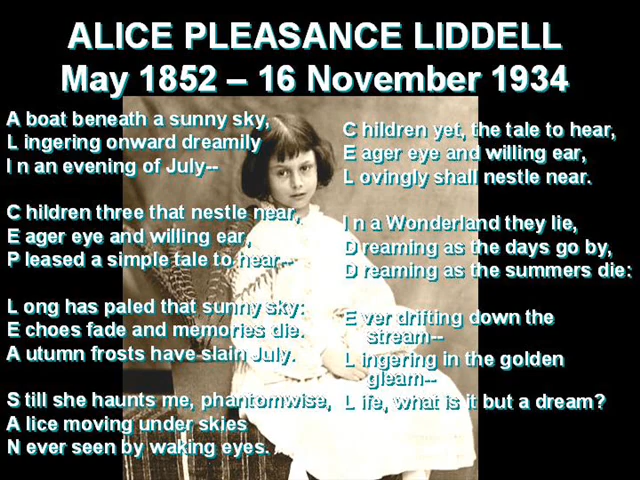 ALICE PLEASANCE LIDDELL
May 1852 – 16 November 1934
A boat beneath a sunny sky,
L ingering onward dreamily
I n an evening of July--
C hildren three that nestle near,
E ager eye and willing ear,
P leased a simple tale to hear--
L ong has paled that sunny sky:
E choes fade and memories die.
A utumn frosts have slain July.
S till she haunts me, phantomwise,
A lice moving under skies
N ever seen by waking eyes.
C hildren yet, the tale to hear,
E ager eye and willing ear,
L ovingly shall nestle near.
I n a Wonderland they lie,
D reaming as the days go by,
D reaming as the summers die:
E ver drifting down the
stream--
L ingering in the golden
gleam--
L ife, what is it but a dream?